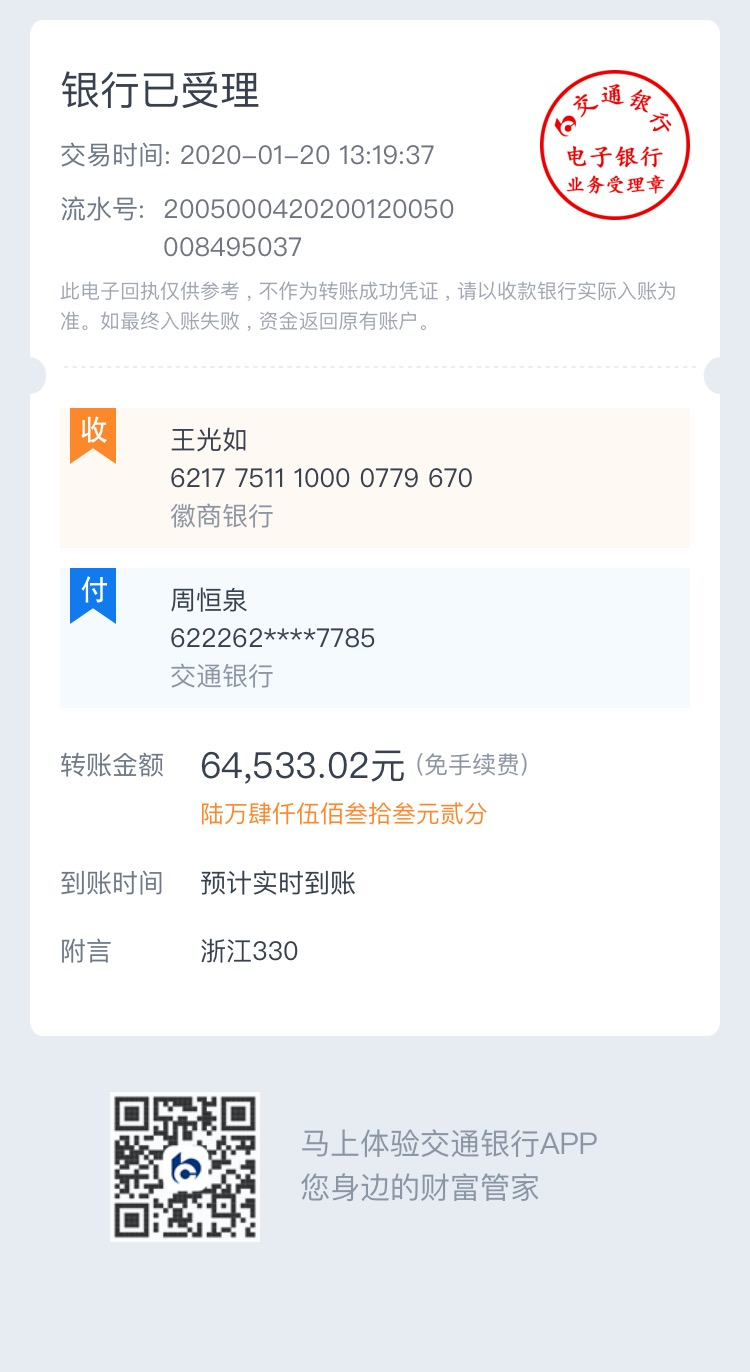 银行已受理
交通银行
电子银行
业务受理章
交易时间: 2020-01-20 13:19:37
流水号: 2005000420200120050
008495037
此电子回执仅供参考，不作为转账成功凭证，请以收款银行实际入账为
准。如最终入账失败，资金返回原有账户。
收
王光如
6217 7511 1000 0779 670
徽商银行
付
周恒泉
622262****7785
交通银行
转账金额 64,533.02元 (免手续费)
陆万肆仟伍佰叁拾叁元贰分
到账时间 预计实时到账
附言 浙江330
马上体验交通银行APP
您身边的财富管家